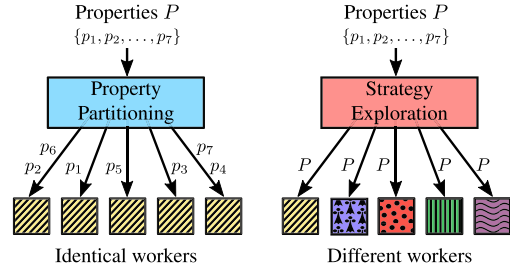 Properties P
{p1, p2, . . . , p7}
Property
Partitioning
p6
p7
p2
p1
p5
p3
p4
Identical workers
Properties P
{p1, p2, . . . , p7}
Strategy
Exploration
P
P
P
P
P
Different workers